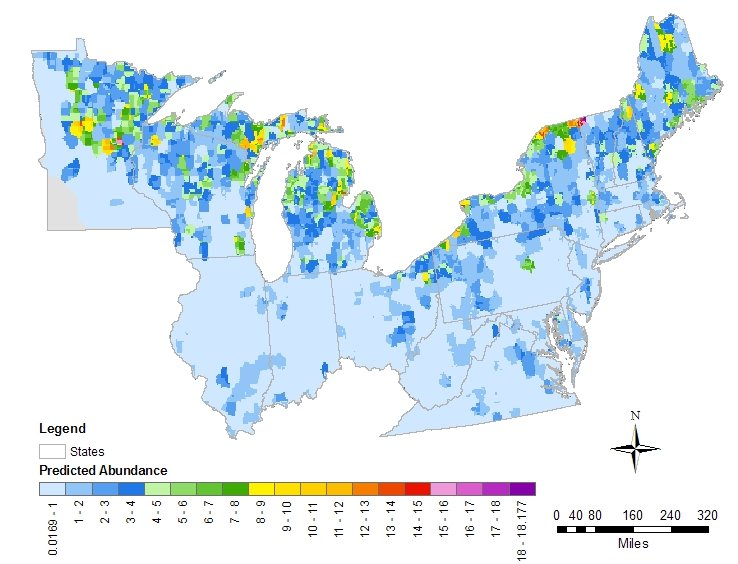 N
Legend
States
Predicted Abundance
0.0169 - 1
1 - 2
2 - 3
3 - 4
4 - 5
5 - 6
6 - 7
7 - 8
8 - 9
9 - 10
10 - 11
11 - 12
12 - 13
13 - 14
14 - 15
15 - 16
16 - 17
17 - 18
18 - 18.177
0 40 80 160 240 320
Miles